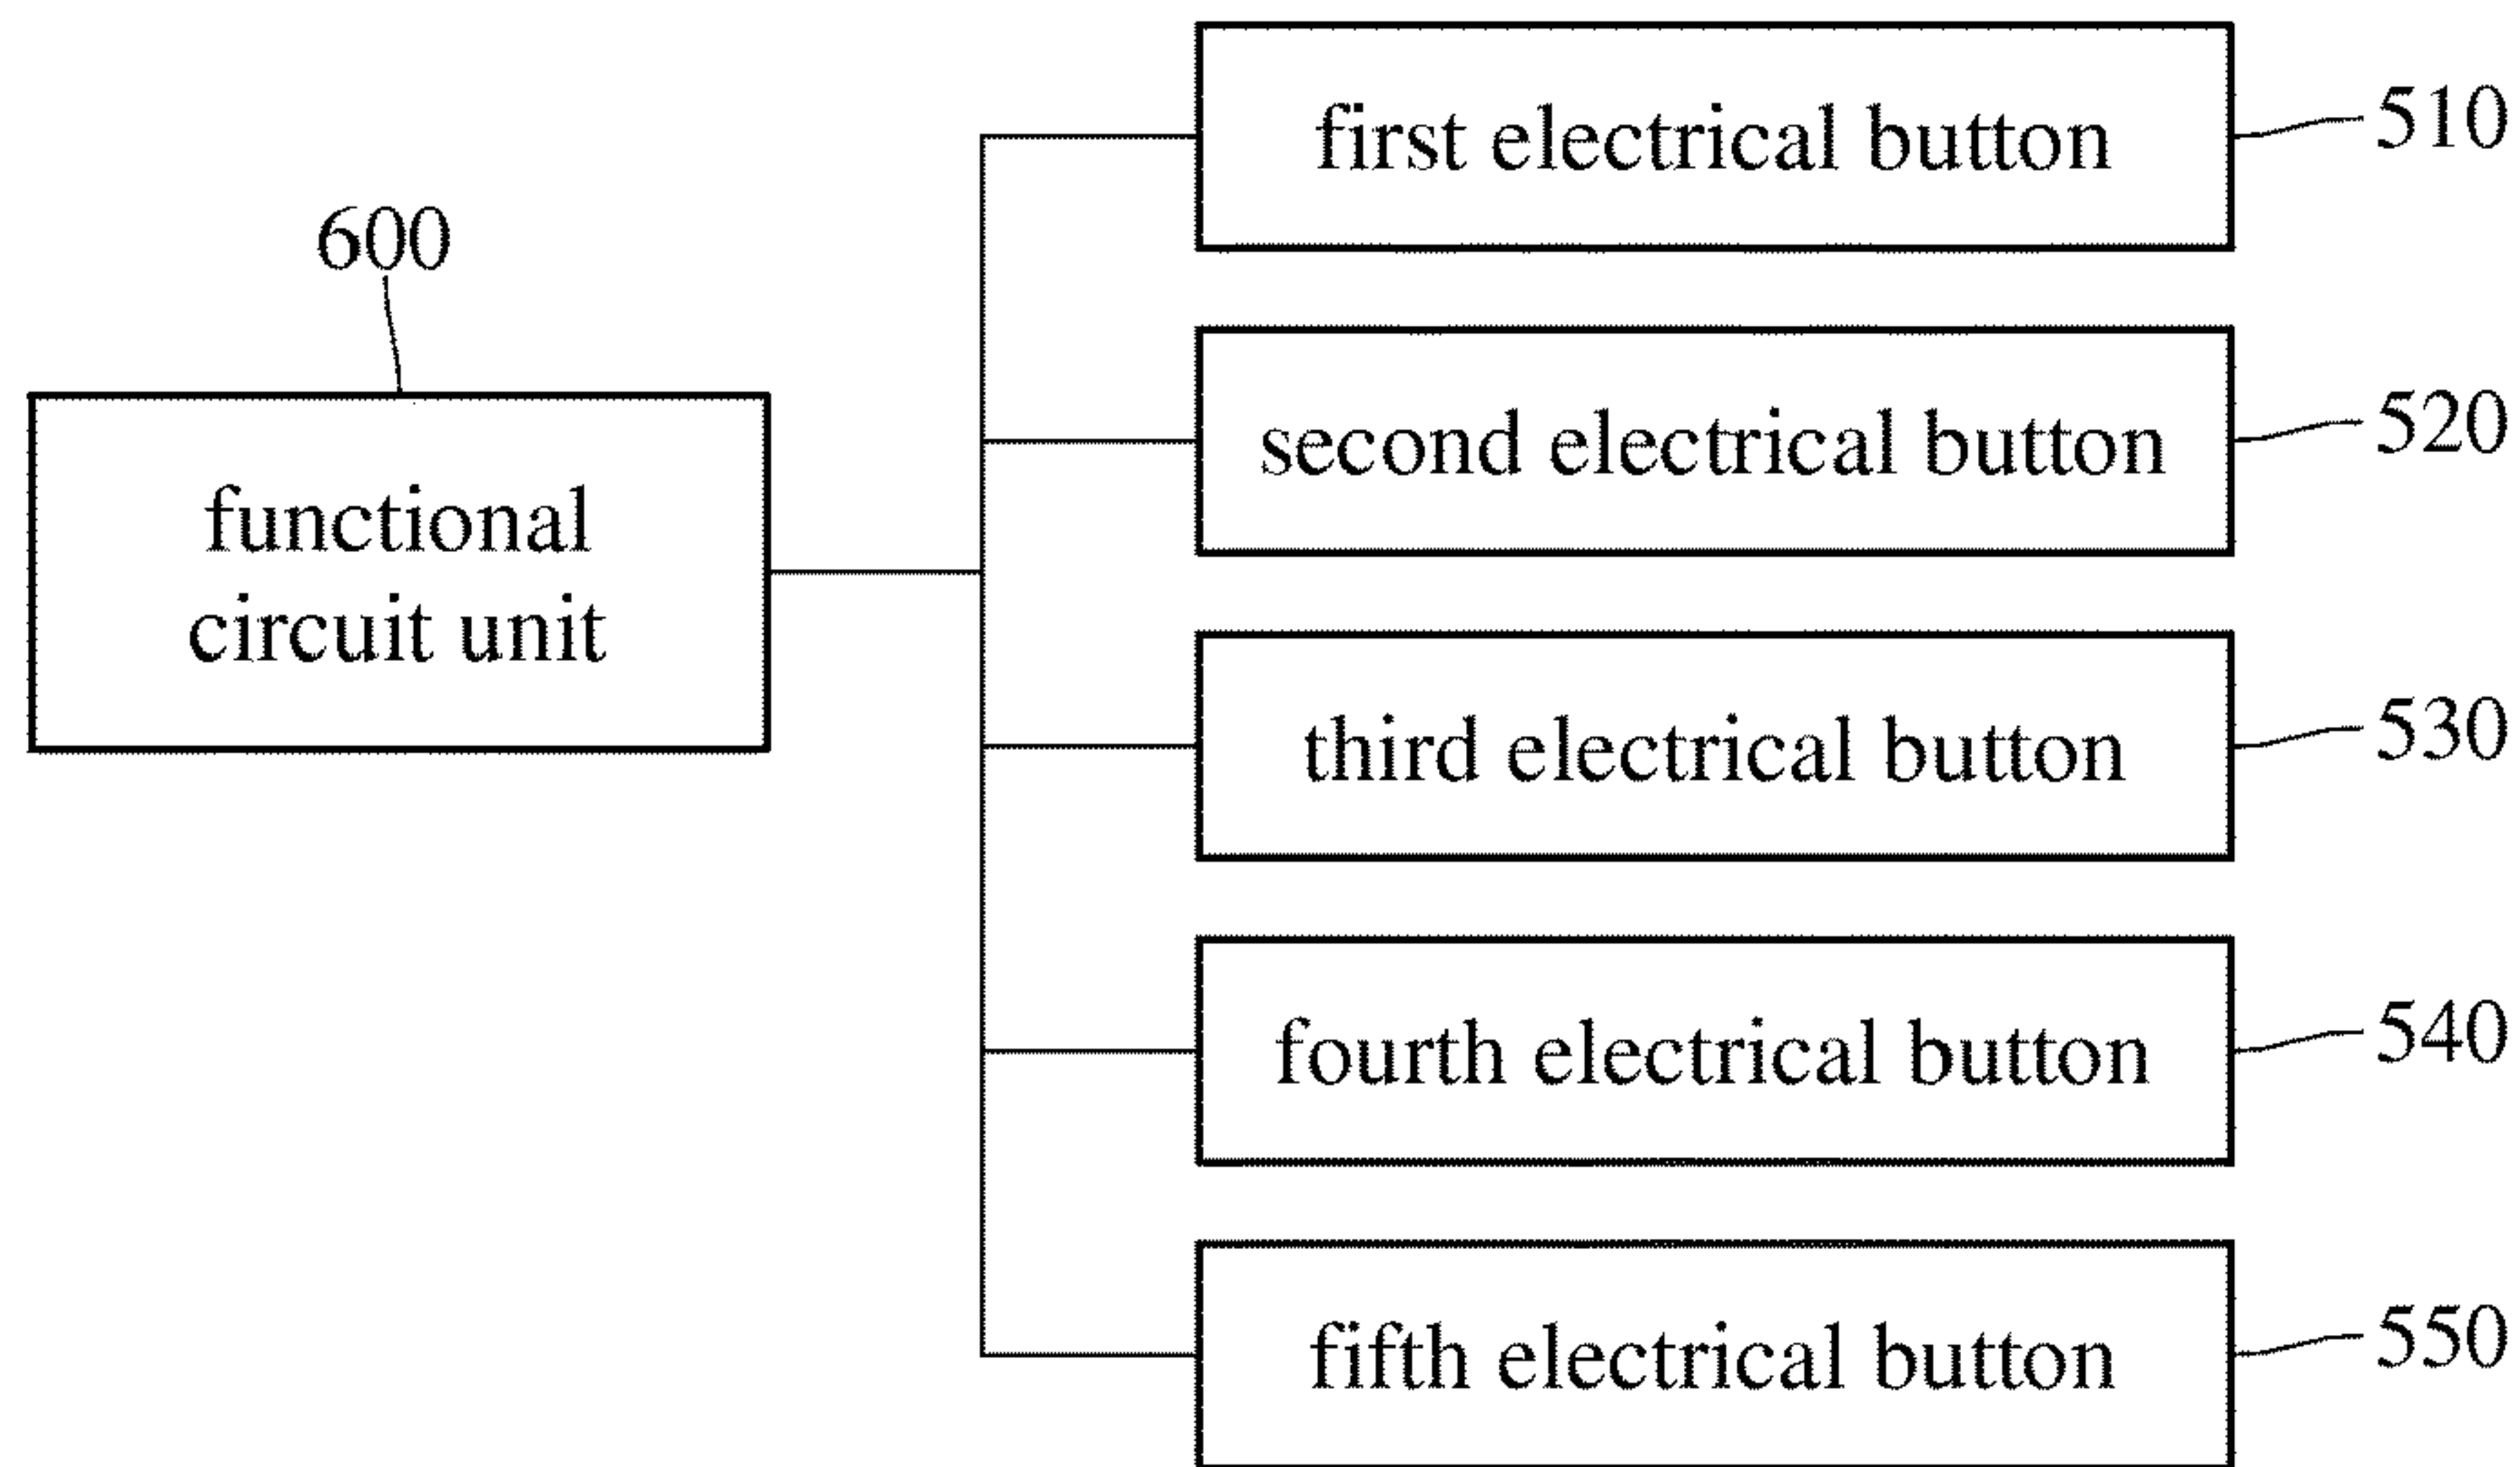 first electrical button
510
600
second electrical button
520
functional
circuit unit
third electrical button
530
fourth electrical button
540
fifth electrical button
550